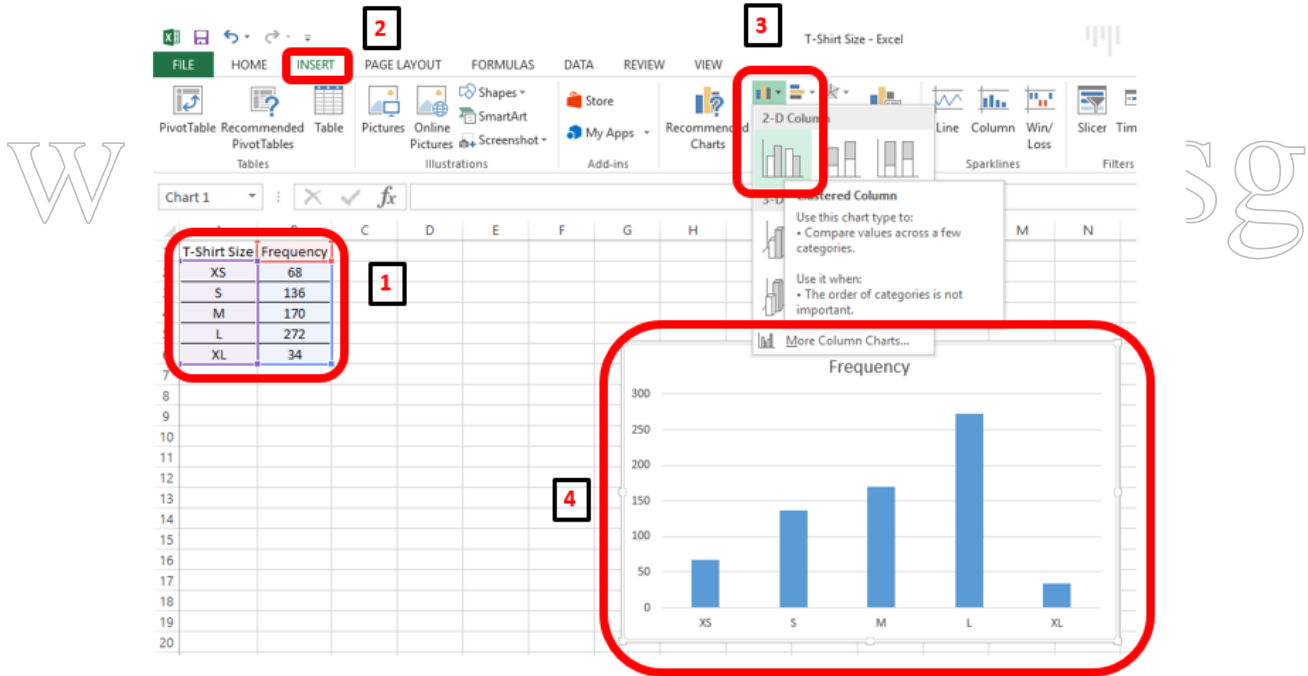 2
3
T-Shirt Size - Excel
FILE HOME INSERT PAGE LAYOUT FORMULAS DATA REVIEW VIEW
PivotTable Recommended PivotTables Table
Tables
Pictures Online Pictures Shapes SmartArt Screenshot
Illustrations
Store
My Apps
Add-ins
Recommended Charts
2-D Column
Line Column Win/Loss
Sparklines
Slicer Tim
Filters
W
sg
Chart 1 fx
Clustered Column
Use this chart type to:
• Compare values across a few
categories.
Use it when:
• The order of categories is not
important.
3-D
More Column Charts...
C D E F G H M N
T-Shirt Size Frequency
XS 68
S 136
M 170
L 272
XL 34
1
7
8
9
10
11
12
13
14
15
16
17
18
19
20
4
Frequency
300
250
200
150
100
50
0
XS S M L XL